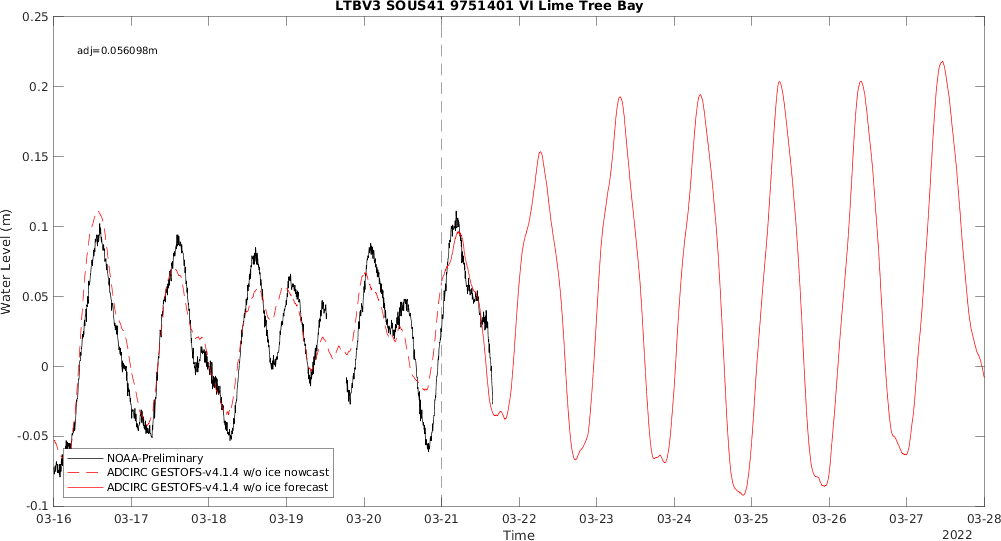 LTBV3 SOUS41 9751401 VI Lime Tree Bay
adj=0.056098m
Water Level (m)
0.25
0.2
0.15
0.1
0.05
0
-0.05
-0.1
NOAA-Preliminary
ADCIRC GESTOFS-v4.1.4 w/o ice nowcast
ADCIRC GESTOFS-v4.1.4 w/o ice forecast
03-16 03-17 03-18 03-19 03-20 03-21 03-22 03-23 03-24 03-25 03-26 03-27 03-28
Time
2022